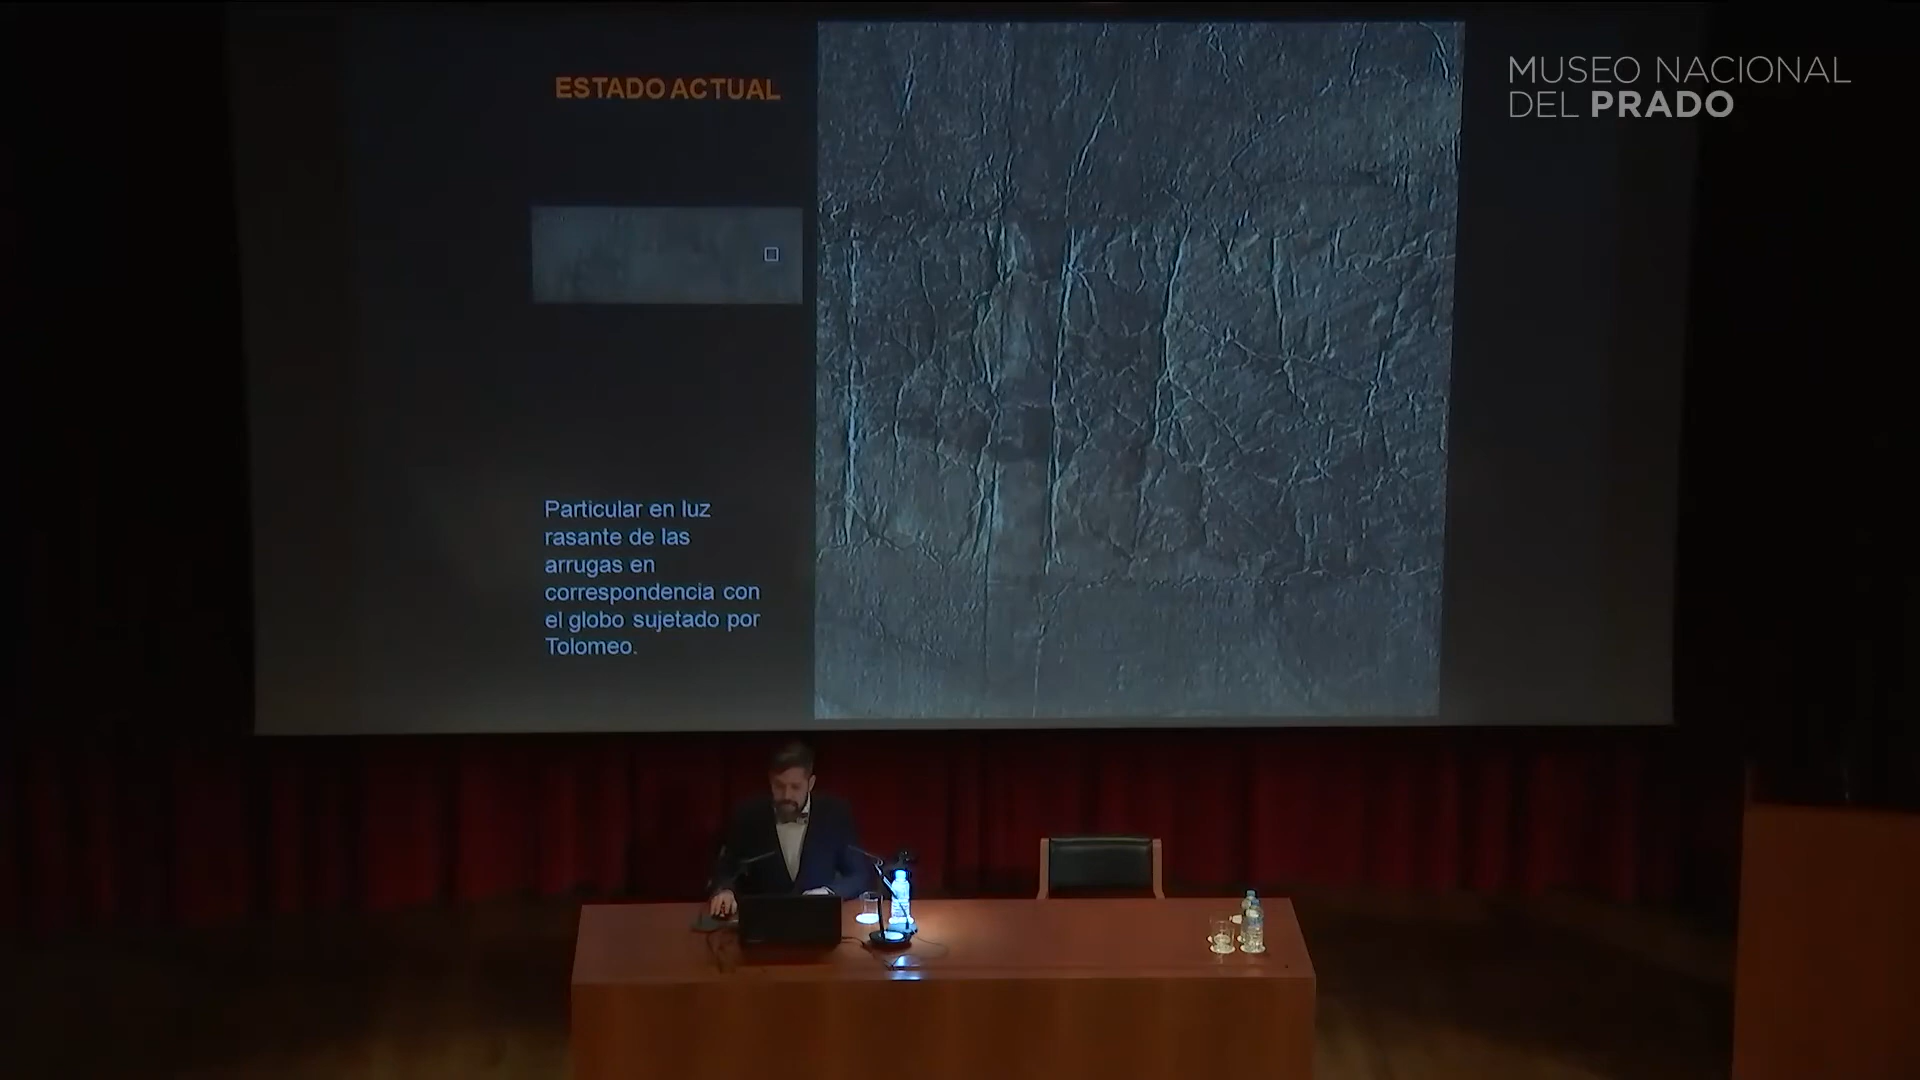 ESTADO ACTUAL
MUSEO NACIONAL
DEL PRADO
Particular en luz
rasante de las
arrugas en
correspondencia con
el globo sujetado por
Tolomeo.